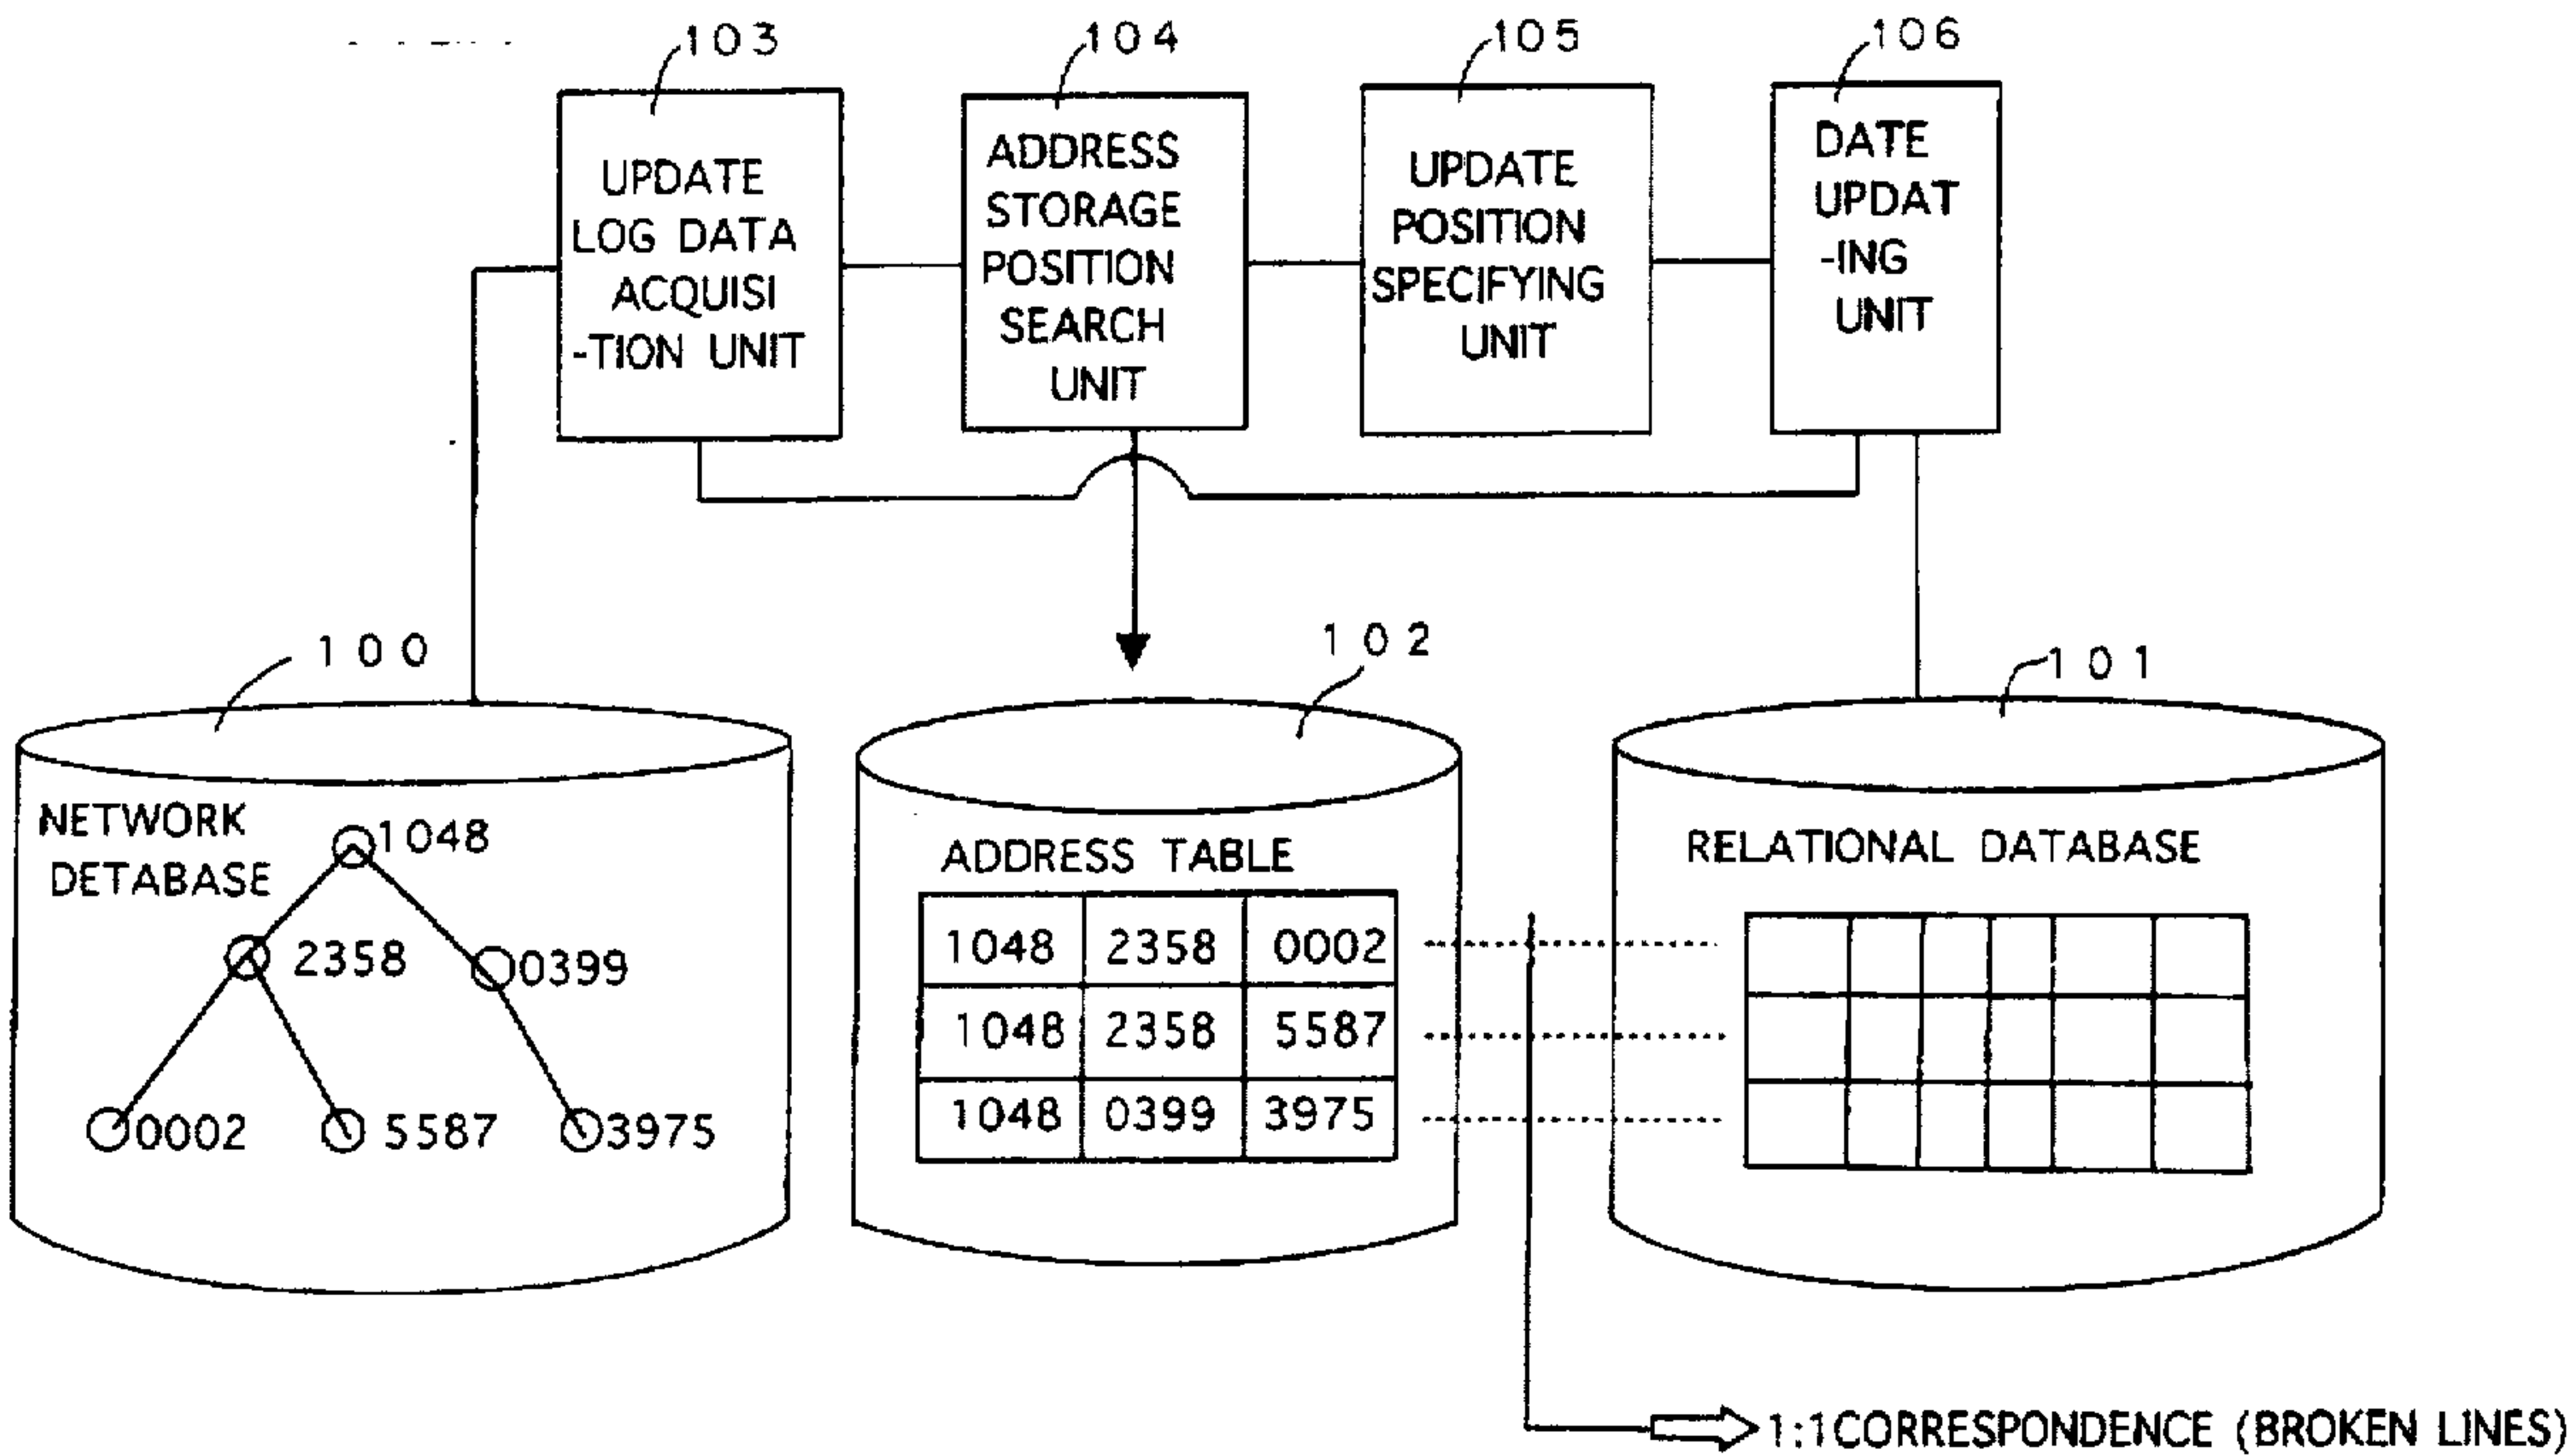 103
104
105
106
UPDATE
LOG DATA
ACQUISI
-TION UNIT
ADDRESS
STORAGE
POSITION
SEARCH
UNIT
UPDATE
POSITION
SPECIFYING
UNIT
DATE
UPDAT
-ING
UNIT
100
102
101
NETWORK
DETABASE
1048
2358
0399
0002
5587
3975
ADDRESS TABLE
1048 2358 0002
1048 2358 5587
1048 0399 3975
RELATIONAL DATABASE
1:1 CORRESPONDENCE (BROKEN LINES)